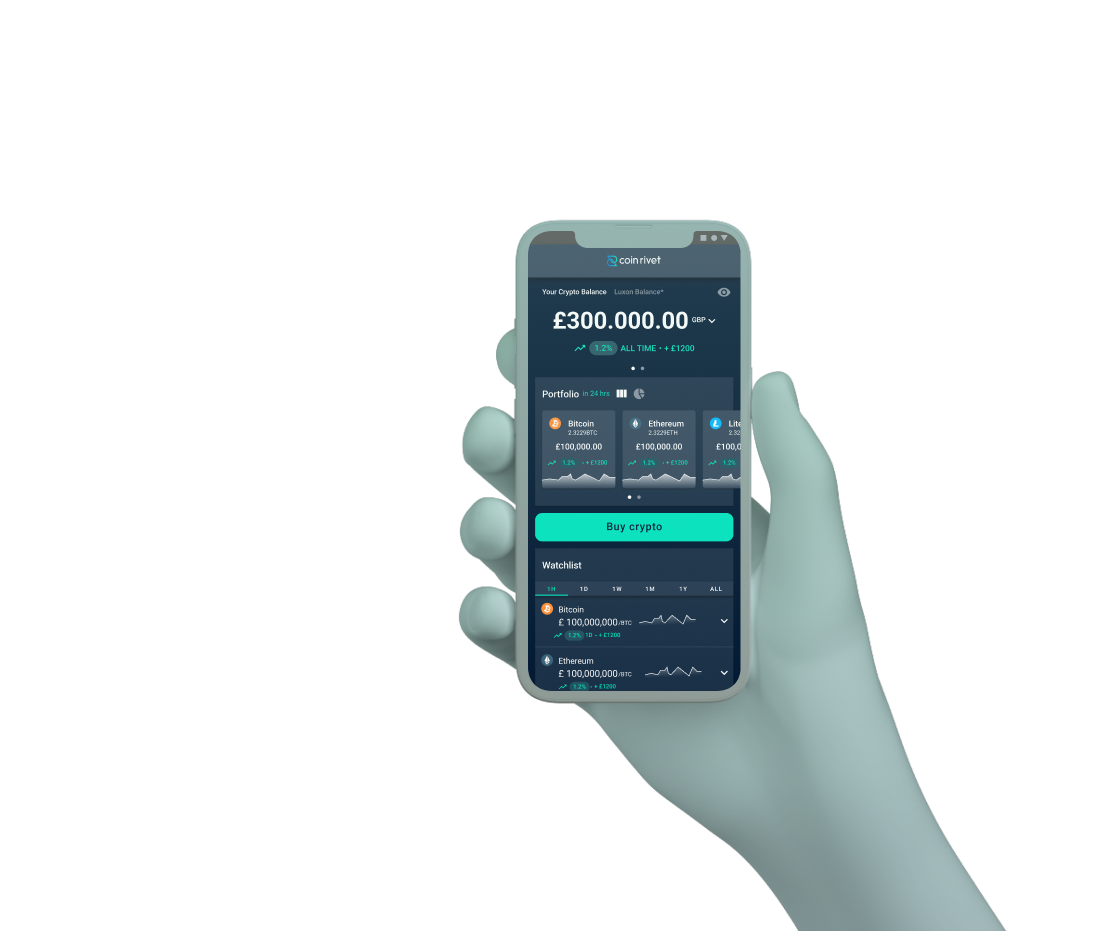 coinrivet
Your Crypto Balance Luxon Balance*
£300.000.00 GBP
1.2% ALL TIME • + £1200
Portfolio in 24 hrs
Bitcoin Ethereum Lite
2.3229BTC 2.3229ETH 2.32
£100,000.00 £100,000.00 £100,0
1.2% • + £1200 1.2% • + £1200 1.2%
Buy crypto
Watchlist
1H 1D 1W 1M 1Y ALL
Bitcoin
£ 100,000,000/BTC
1.2% 1D • + £1200
Ethereum
£ 100,000,000/BTC
1.2% • + £1200